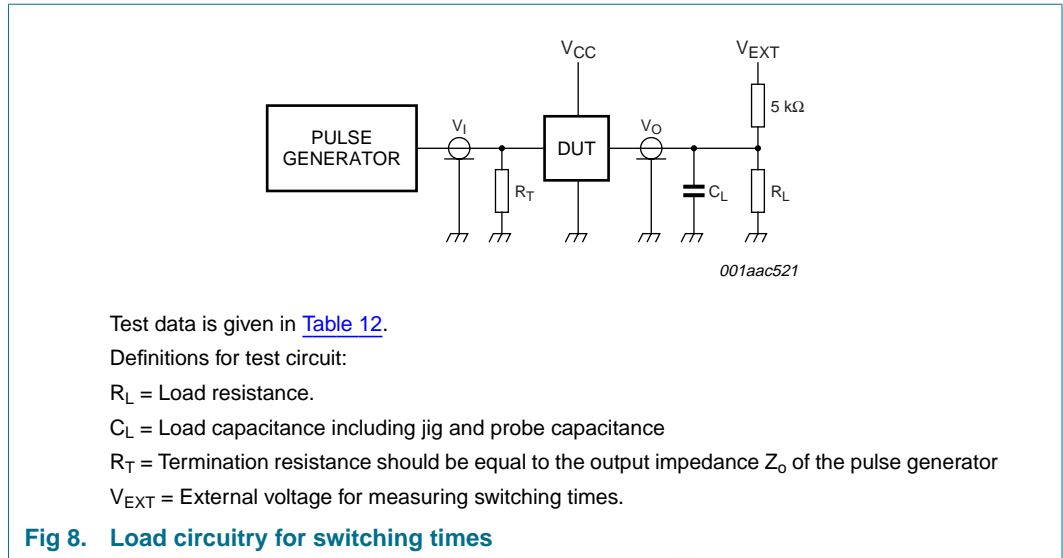 VCC
VEXT
5 kΩ
PULSE
GENERATOR
VI
DUT
VO
RT
CL
RL
001aac521
Test data is given in Table 12.
Definitions for test circuit:
RL = Load resistance.
CL = Load capacitance including jig and probe capacitance
RT = Termination resistance should be equal to the output impedance Zo of the pulse generator
VEXT = External voltage for measuring switching times.
Fig 8. Load circuitry for switching times